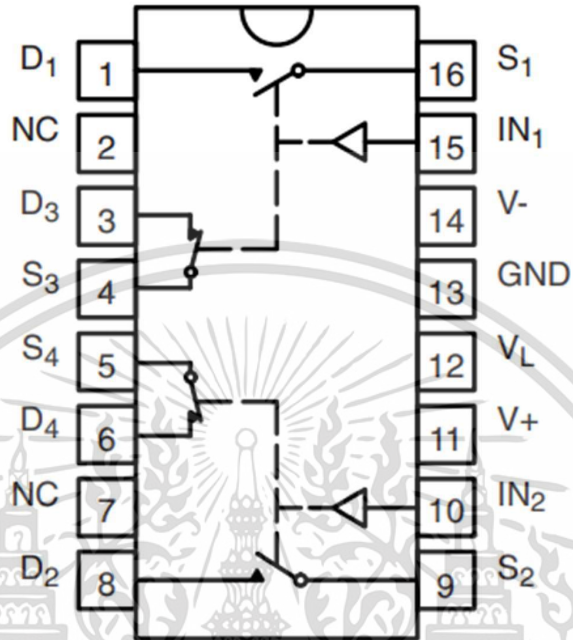 D1 1 16 S1
NC 2 15 IN1
D3 3 14 V-
S3 4 13 GND
S4 5 12 VL
D4 6 11 V+
NC 7 10 IN2
D2 8 9 S2